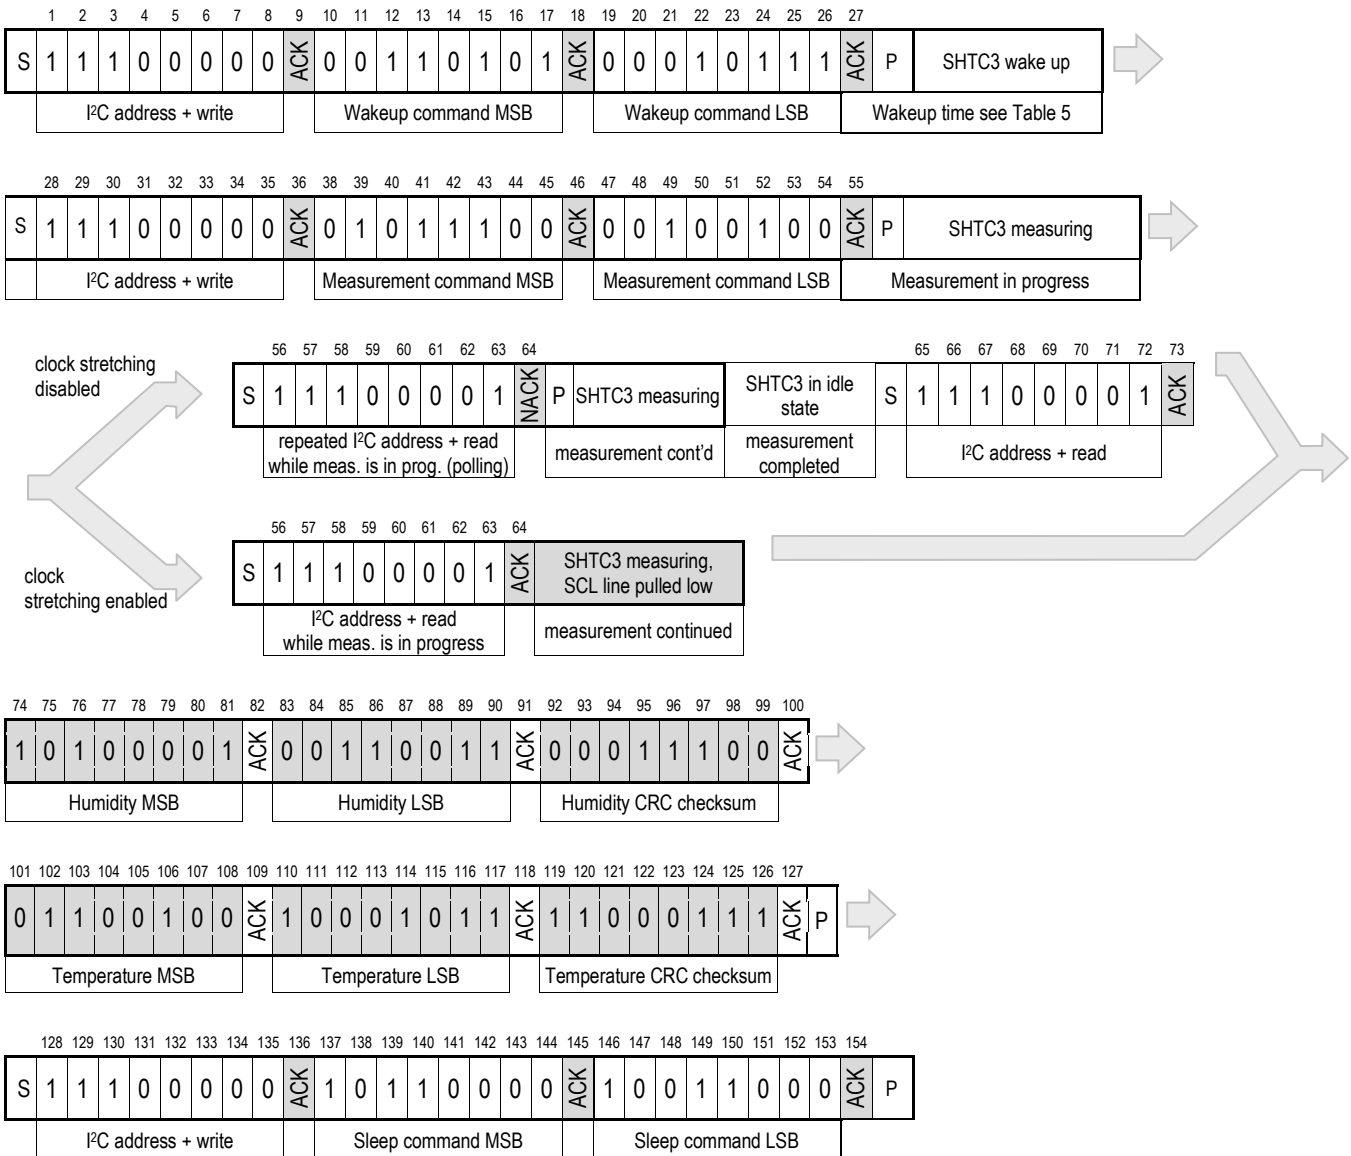 1 2 3 4 5 6 7 8 9 10 11 12 13 14 15 16 17 18 19 20 21 22 23 24 25 26 27
S 1 1 1 0 0 0 0 0 ACK 0 0 1 1 0 1 0 1 ACK 0 0 0 1 0 1 1 1 ACK P SHTC3 wake up
I²C address + write Wakeup command MSB Wakeup command LSB Wakeup time see Table 5
28 29 30 31 32 33 34 35 36 38 39 40 41 42 43 44 45 46 47 48 49 50 51 52 53 54 55
S 1 1 1 0 0 0 0 0 ACK 0 1 0 1 1 1 0 0 ACK 0 0 1 0 0 1 0 0 ACK P SHTC3 measuring
I²C address + write Measurement command MSB Measurement command LSB Measurement in progress
clock stretching
disabled
56 57 58 59 60 61 62 63 64 65 66 67 68 69 70 71 72 73
S 1 1 1 0 0 0 0 1 NACK P SHTC3 measuring SHTC3 in idle
state S 1 1 1 0 0 0 0 1 ACK
repeated I²C address + read
while meas. is in prog. (polling)
measurement cont'd
measurement
completed
I²C address + read
clock
stretching enabled
56 57 58 59 60 61 62 63 64
S 1 1 1 0 0 0 0 1 ACK SHTC3 measuring,
SCL line pulled low
I²C address + read
while meas. is in progress
measurement continued
74 75 76 77 78 79 80 81 82 83 84 85 86 87 88 89 90 91 92 93 94 95 96 97 98 99 100
1 0 1 0 0 0 0 1 ACK 0 0 1 1 0 0 1 1 ACK 0 0 0 1 1 1 0 0 ACK
Humidity MSB Humidity LSB Humidity CRC checksum
101 102 103 104 105 106 107 108 109 110 111 112 113 114 115 116 117 118 119 120 121 122 123 124 125 126 127
0 1 1 0 0 1 0 0 ACK 1 0 0 0 1 0 1 1 ACK 1 1 0 0 0 1 1 1 ACK P
Temperature MSB Temperature LSB Temperature CRC checksum
128 129 130 131 132 133 134 135 136 137 138 139 140 141 142 143 144 145 146 147 148 149 150 151 152 153 154
S 1 1 1 0 0 0 0 0 ACK 1 0 1 1 0 0 0 0 ACK 1 0 0 1 1 0 0 0 ACK P
I²C address + write Sleep command MSB Sleep command LSB